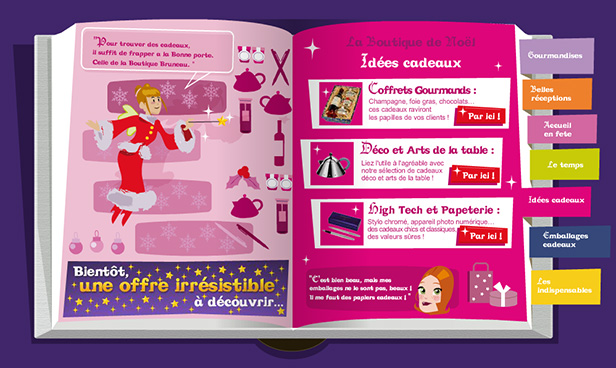 "Pour trouver des cadeaux,
il suffit de frapper a la Bonne porte.
Celle de la Boutique Bruneau. "
Bientôt,
une offre irrésistible
à découvrir...
La Boutique de Noël
Idées cadeaux
Coffrets Gourmands :
Champagne, foie gras, chocolats...
ces cadeaux raviront
les papilles de vos clients !
Par ici !
Déco et Arts de la table :
Liez l'utile à l'agréable avec
notre sélection de cadeaux
déco et arts de la table !
Par ici !
High Tech et Papeterie :
Style chromé, appareil photo numérique...
des cadeaux chics et classiques,
des valeurs sûres !
Par ici !
"C'est bien beau, mais mes
emballages ne le sont pas, beaux !
Il me faut des papiers cadeaux !"
Gourmandises
Belles
réceptions
Accueil
en fete
Le temps
Idées cadeaux
Emballages
cadeaux
Les
indispensables